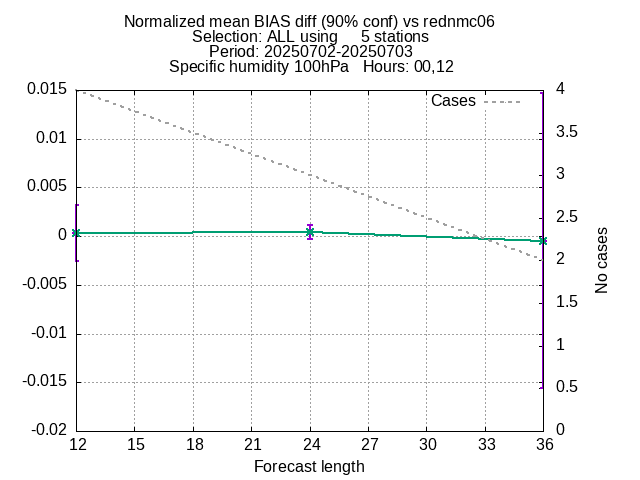 Normalized mean BIAS diff (90% conf) vs rednmc06
Selection: ALL using     5 stations
Period: 20250702-20250703
Specific humidity 100hPa   Hours: 00,12
Cases
0.015
0.01
0.005
0
-0.005
-0.01
-0.015
-0.02
4
3.5
3
2.5
2
1.5
1
0.5
0
No cases
12 15 18 21 24 27 30 33 36
Forecast length